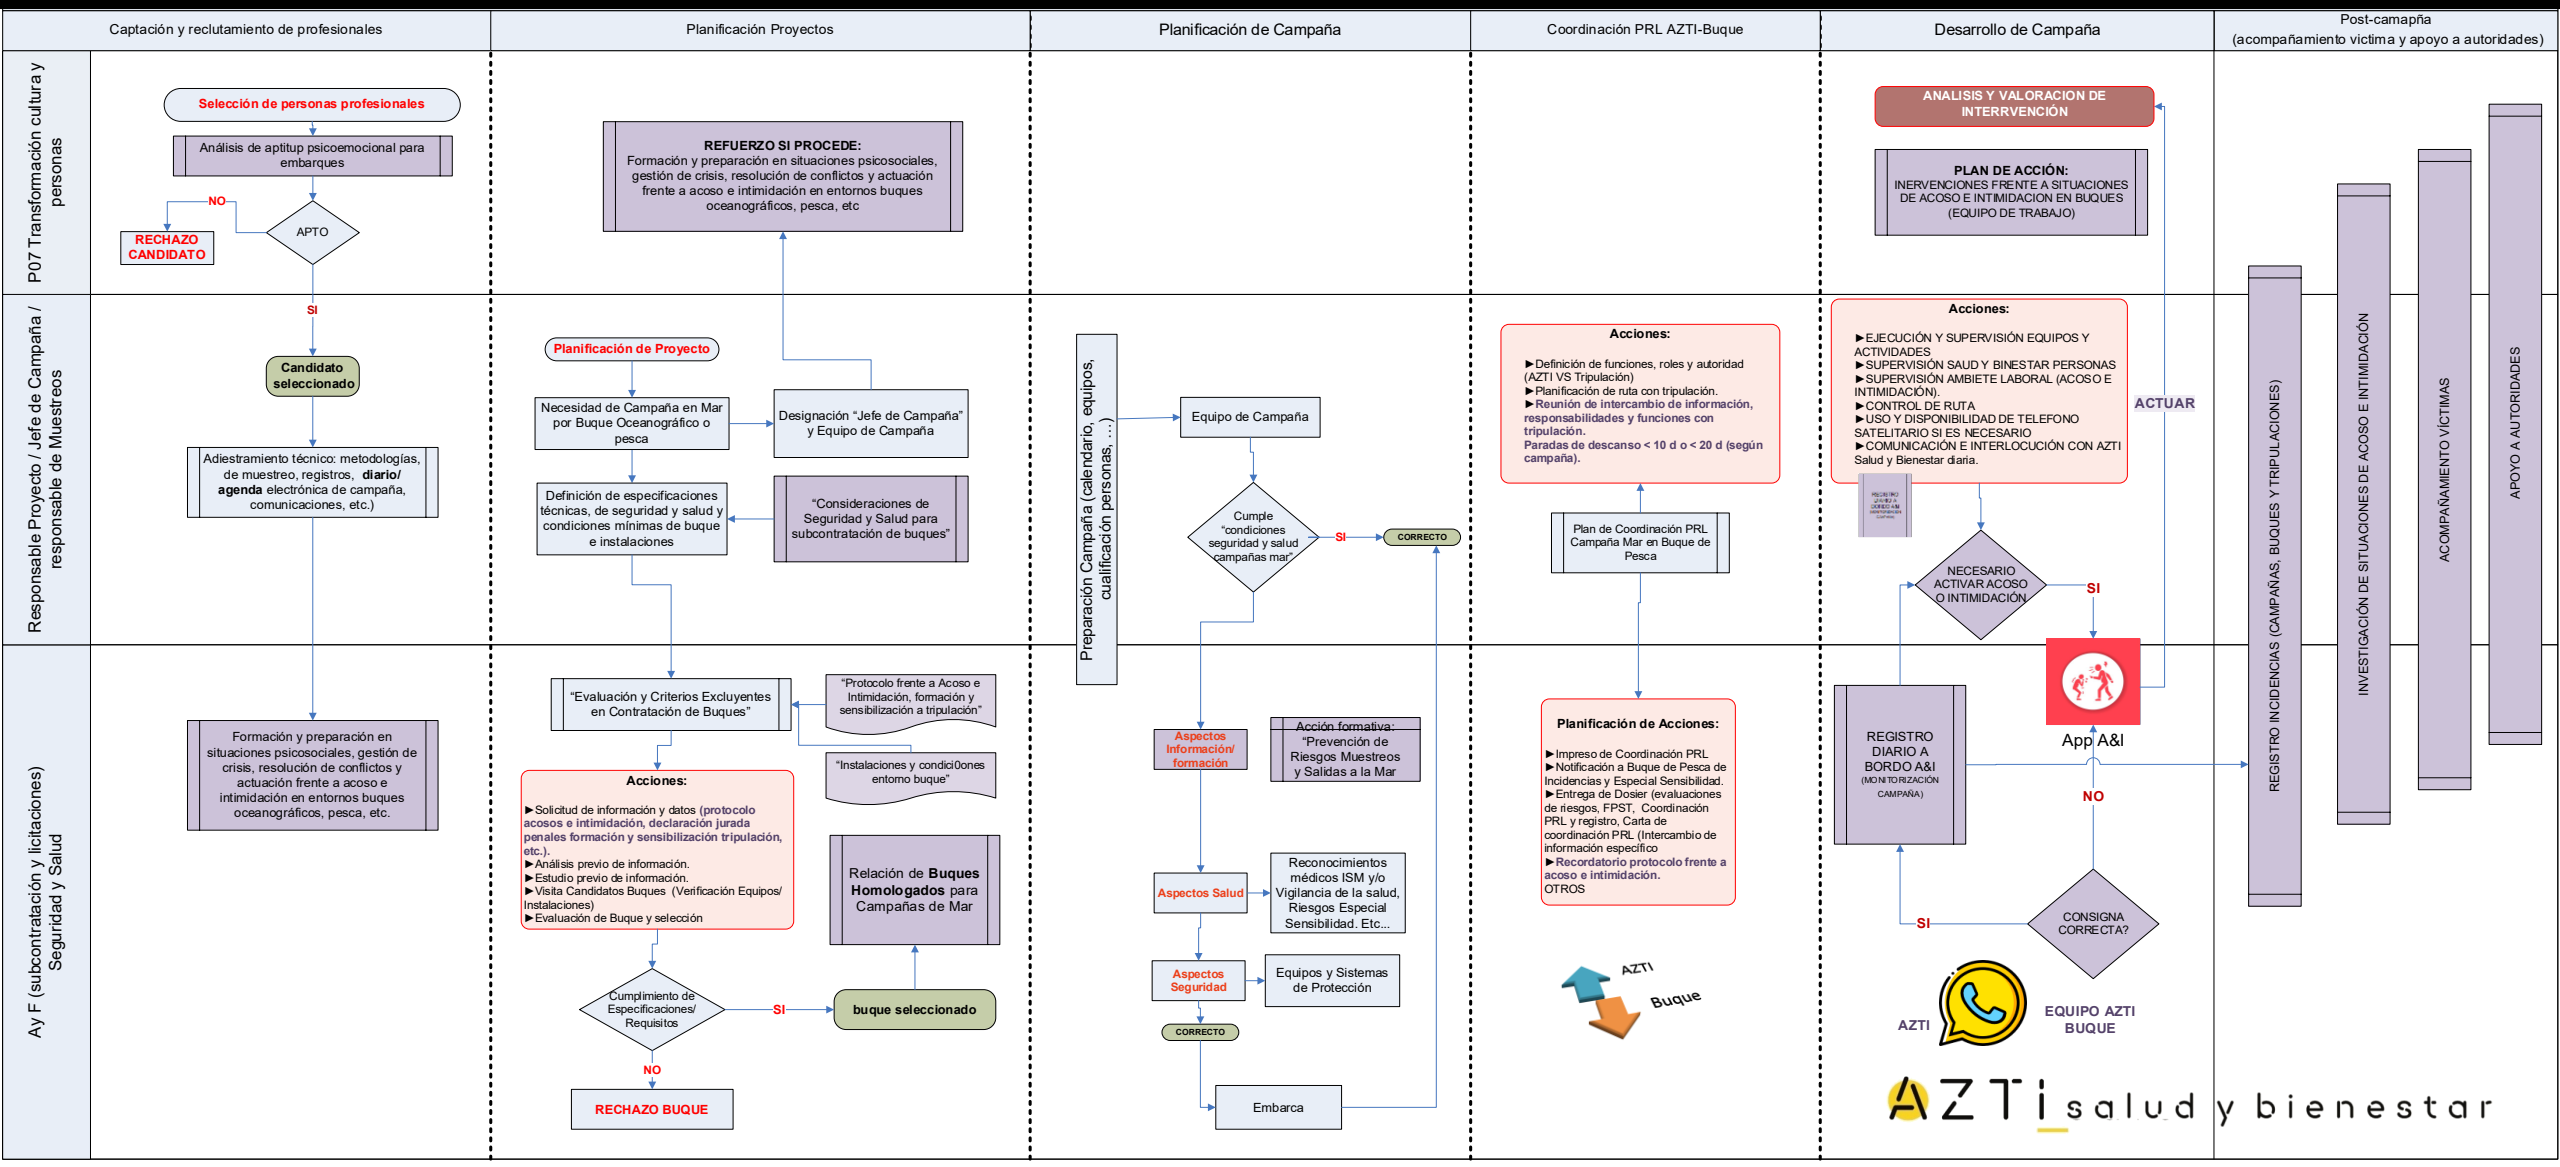 Captación y reclutamiento de profesionales
Planificación Proyectos
Planificación de Campaña
Coordinación PRL AZTI-Buque
Desarrollo de Campaña
Post-camapña
(acompañamiento victima y apoyo a autoridades)
P07 Transformación cultura y
personas
Selección de personas profesionales
Análisis de aptitup psicoemocional para
embarques
NO
APTO
RECHAZO
CANDIDATO
SI
REFUERZO SI PROCEDE:
Formación y preparación en situaciones psicosociales,
gestión de crisis, resolución de conflictos y actuación
frente a acoso e intimidación en entornos buques
oceanográficos, pesca, etc
ANALISIS Y VALORACION DE
INTERRVENCIÓN
PLAN DE ACCIÓN:
INERVENCIONES FRENTE A SITUACIONES
DE ACOSO E INTIMIDACION EN BUQUES
(EQUIPO DE TRABAJO)
Responsable Proyecto / Jefe de Campaña /
responsable de Muestreos
Candidato
seleccionado
Adiestramiento técnico: metodologías,
de muestreo, registros, diario/
agenda electrónica de campaña,
comunicaciones, etc.)
Planificación de Proyecto
Necesidad de Campaña en Mar
por Buque Oceanográfico o
pesca
Designación “Jefe de Campaña”
y Equipo de Campaña
Definición de especificaciones
técnicas, de seguridad y salud y
condiciones mínimas de buque
e instalaciones
“Consideraciones de
Seguridad y Salud para
subcontratación de buques”
Preparación Campaña (calendario, equipos,
cualificación personas, …)
Equipo de Campaña
Cumple
“condiciones
seguridad y salud
campañas mar”
SI
CORRECTO
Acciones:
►Definición de funciones, roles y autoridad
(AZTI VS Tripulación)
►Planificación de ruta con tripulación.
►Reunión de intercambio de información,
responsabilidades y funciones con
tripulación.
Paradas de descanso < 10 d o < 20 d (según
campaña).
Plan de Coordinación PRL
Campaña Mar en Buque de
Pesca
Acciones:
►EJECUCIÓN Y SUPERVISIÓN EQUIPOS Y
ACTIVIDADES
►SUPERVISIÓN SAUD Y BINESTAR PERSONAS
►SUPERVISIÓN AMBIETE LABORAL (ACOSO E
INTIMIDACIÓN).
►CONTROL DE RUTA
►USO Y DISPONIBILIDAD DE TELEFONO
SATELITARIO SI ES NECESARIO
►COMUNICACIÓN E INTERLOCUCIÓN CON AZTI
Salud y Bienestar diaria.
ACTUAR
NECESARIO
ACTIVAR ACOSO
O INTIMIDACIÓN
SI
App A&I
Ay F (subcontratación y licitaciones)
Seguridad y Salud
Formación y preparación en
situaciones psicosociales, gestión de
crisis, resolución de conflictos y
actuación frente a acoso e
intimidación en entornos buques
oceanográficos, pesca, etc.
“Evaluación y Criterios Excluyentes
en Contratación de Buques”
“Protocolo frente a Acoso e
Intimidación, formación y
sensibilización a tripulación”
“Instalaciones y condici0ones
entorno buque”
Acciones:
►Solicitud de información y datos (protocolo
acosos e intimidación, declaración jurada
penales formación y sensibilización tripulación,
etc.).
►Análisis previo de información.
►Estudio previo de información.
►Visita Candidatos Buques (Verificación Equipos/
Instalaciones)
►Evaluación de Buque y selección
Relación de Buques
Homologados para
Campañas de Mar
Cumplimiento de
Especificaciones/
Requisitos
SI
buque seleccionado
NO
RECHAZO BUQUE
Aspectos
Información/
formación
Acción formativa:
“Prevención de
Riesgos Muestreos
y Salidas a la Mar
Aspectos Salud
Reconocimientos
médicos ISM y/o
Vigilancia de la salud,
Riesgos Especial
Sensibilidad. Etc...
Aspectos
Seguridad
Equipos y Sistemas
de Protección
CORRECTO
Embarca
Planificación de Acciones:
►Impreso de Coordinación PRL
►Notificación a Buque de Pesca de
Incidencias y Especial Sensibilidad.
►Entrega de Dosier (evaluaciones
de riesgos, FPST, Coordinación
PRL y registro, Carta de
coordinación PRL (Intercambio de
información específico
►Recordatorio protocolo frente a
acoso e intimidación.
OTROS
AZTI
Buque
REGISTRO
DIARIO A
BORDO A&I
(MONITORIZACIÓN
CAMPAÑA)
NO
SI
CONSIGNA
CORRECTA?
AZTI
EQUIPO AZTI
BUQUE
AZTi salud y bienestar
REGISTRO INCIDENCIAS (CAMPAÑAS, BUQUES Y TRIPULACIONES)
INVESTIGACIÓN DE SITUACIONES DE ACOSO E INTIMIDACIÓN
ACOMPAÑAMIENTO VÍCTIMAS
APOYO A AUTORIDADES